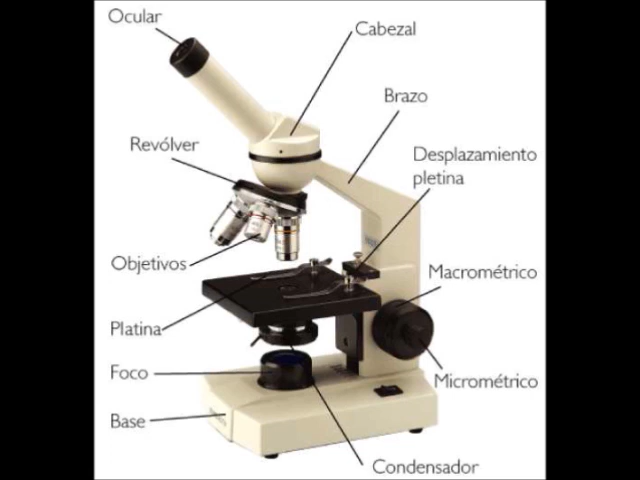 Ocular
Cabezal
Brazo
Revólver
Desplazamiento
pletina
Objetivos
Macrométrico
Platina
Foco
Micrométrico
Base
Condensador